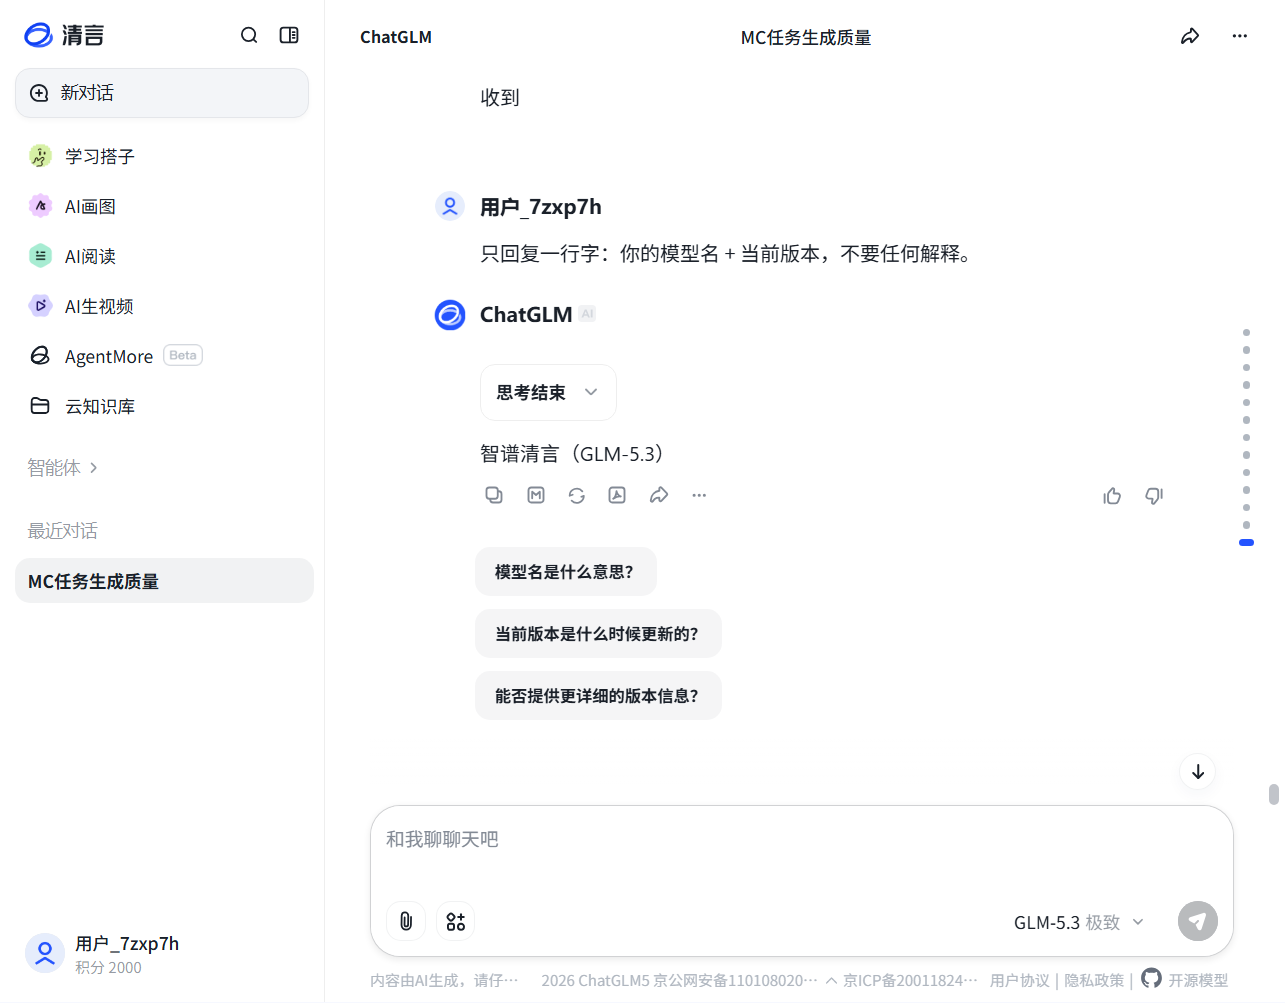 清言
新对话
学习搭子
AI画图
AI阅读
AI生视频
AgentMore Beta
云知识库
智能体
最近对话
MC任务生成质量
用户_7zxp7h
积分 2000
ChatGLM
MC任务生成质量
收到
用户_7zxp7h
只回复一行字：你的模型名 + 当前版本，不要任何解释。
ChatGLM AI
思考结束
智谱清言（GLM-5.3）
模型名是什么意思？
当前版本是什么时候更新的？
能否提供更详细的版本信息？
和我聊聊天吧
GLM-5.3 极致
内容由AI生成，请仔… 2026 ChatGLM5 京公网安备110108020… 京ICP备20011824… 用户协议 | 隐私政策 | 开源模型